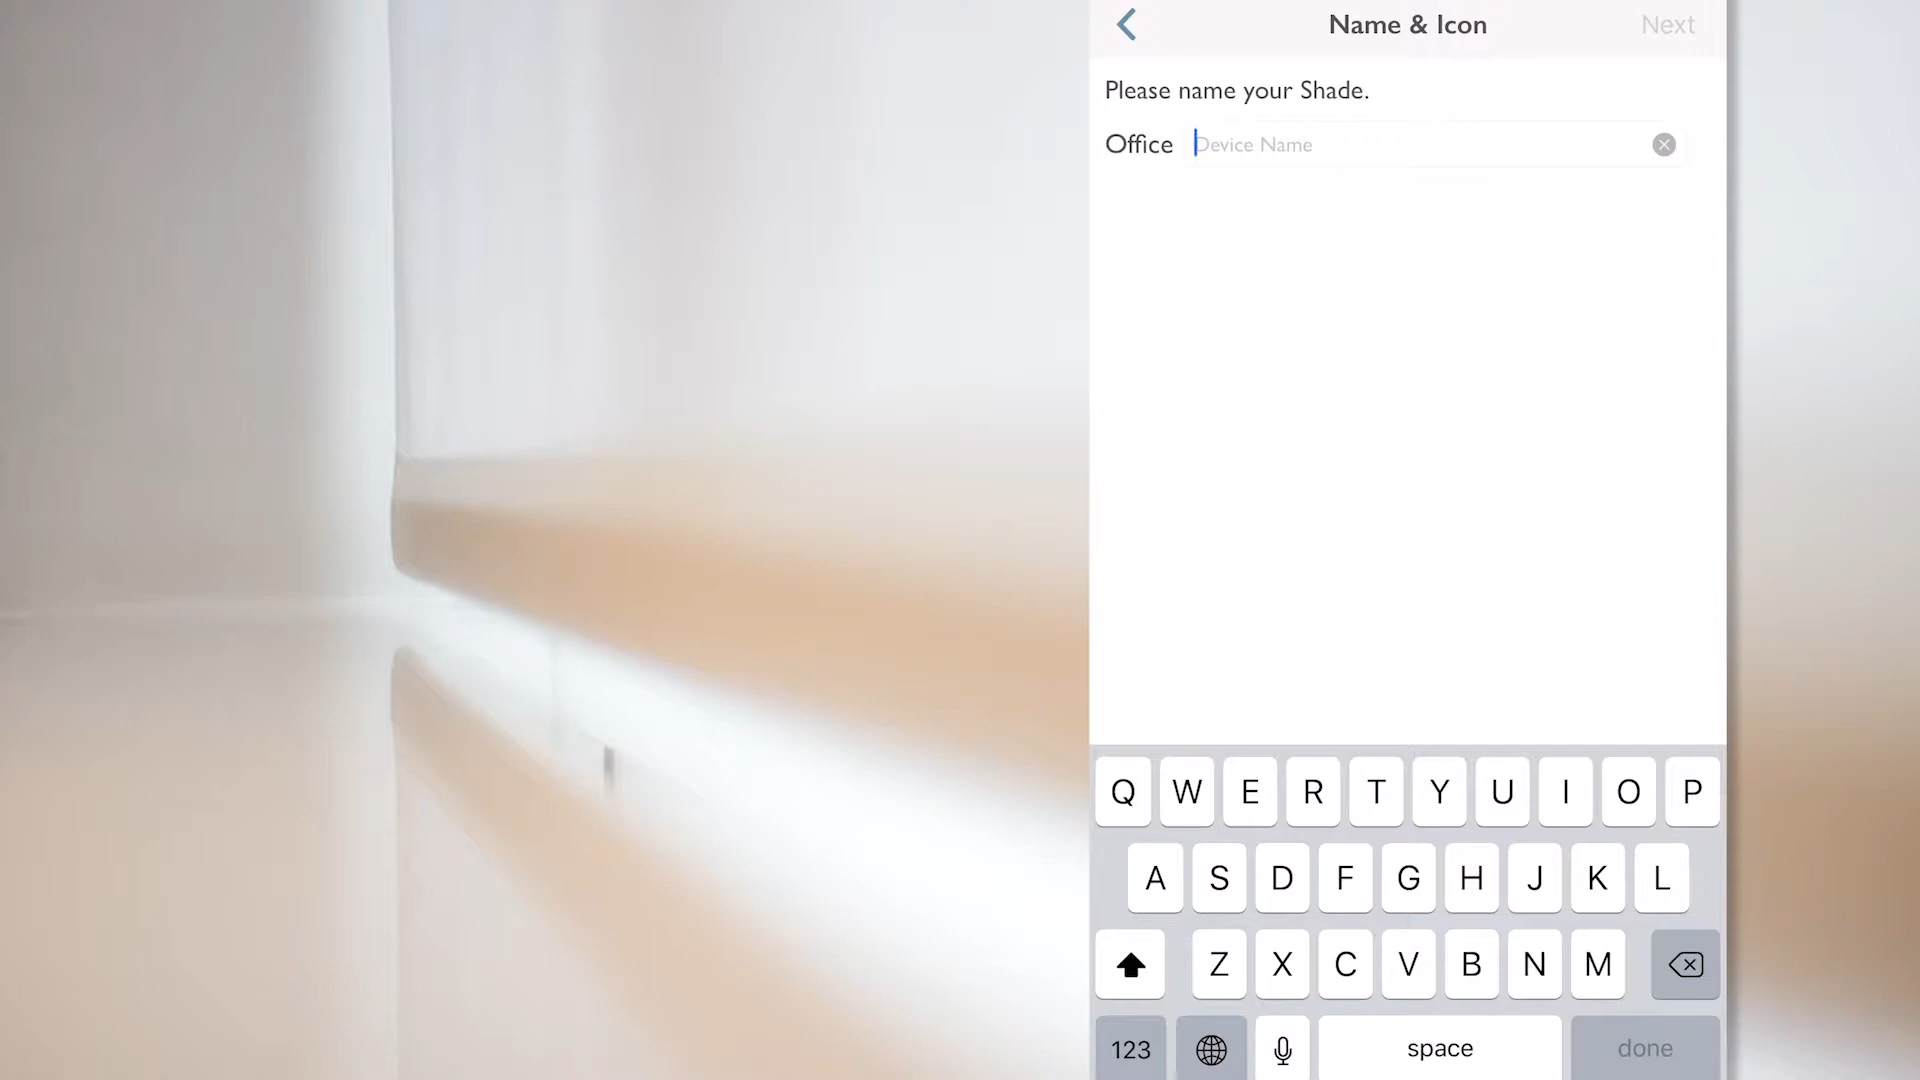 Name & Icon Next
Please name your Shade.
Office Device Name
Q W E R T Y U I O P
A S D F G H J K L
Z X C V B N M
123 space done